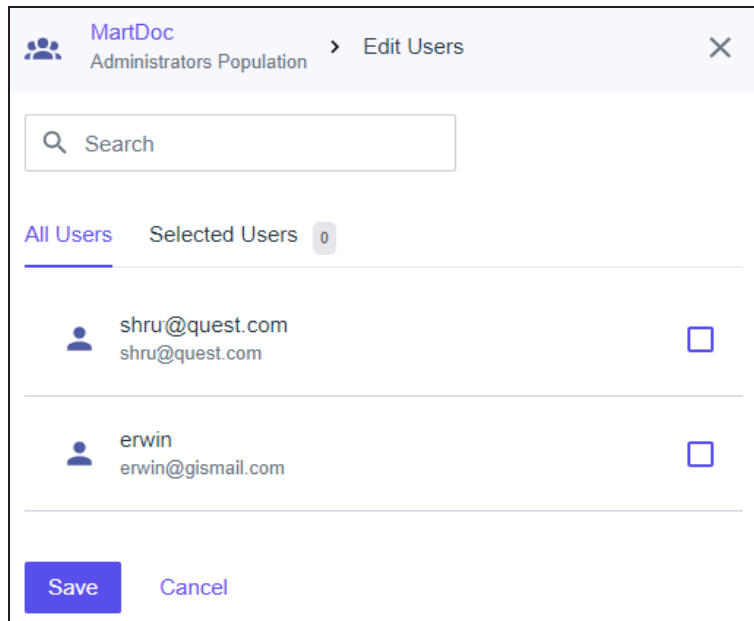 MartDoc
Administrators Population
Edit Users
Search
All Users Selected Users 0
shru@quest.com
shru@quest.com
erwin
erwin@gismail.com
Save Cancel